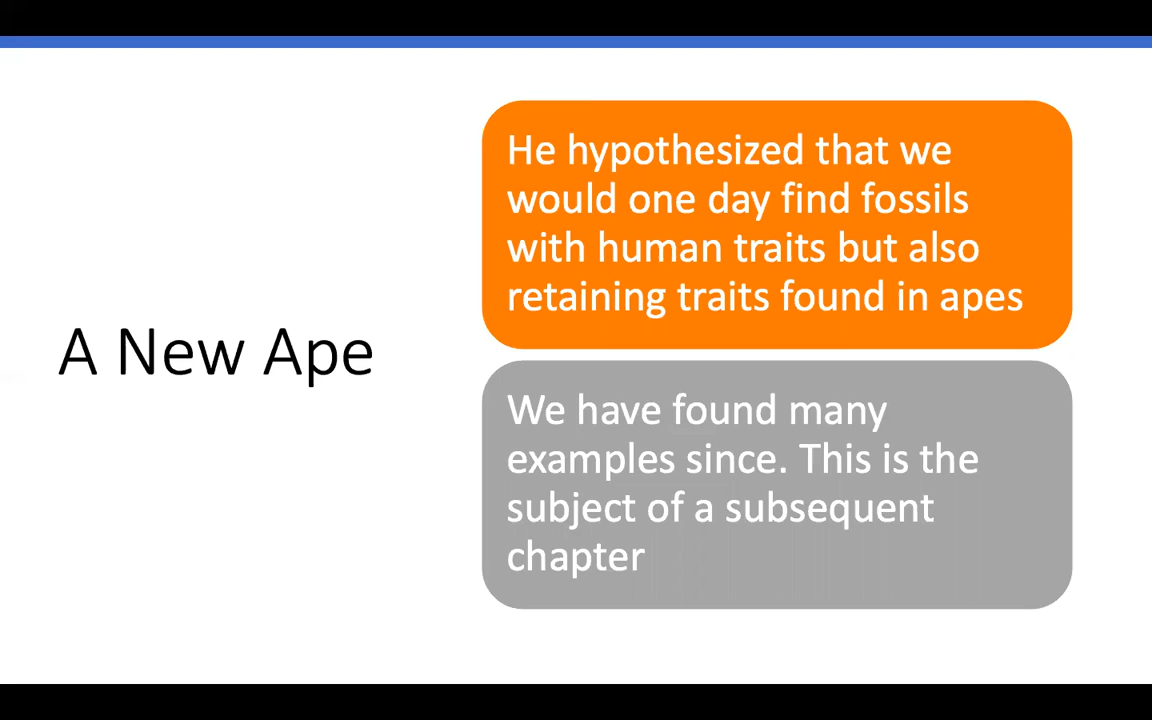 A New Ape
He hypothesized that we
would one day find fossils
with human traits but also
retaining traits found in apes
We have found many
examples since. This is the
subject of a subsequent
chapter